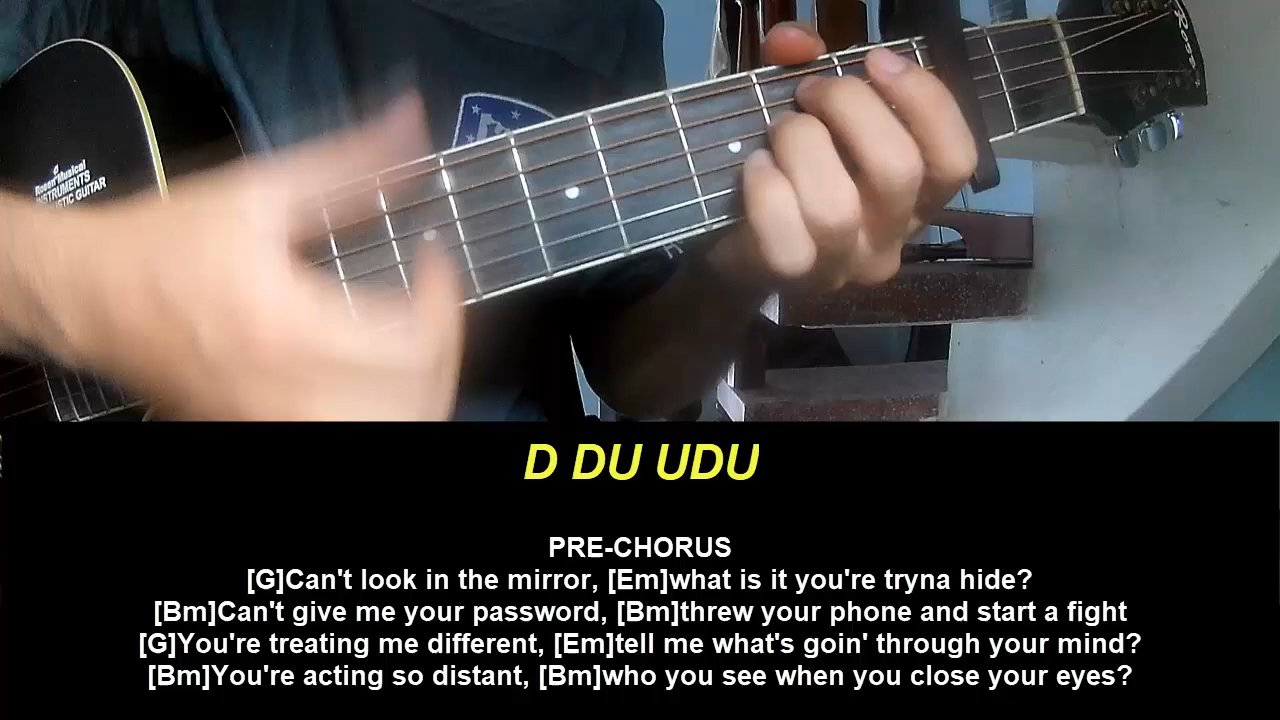 Rosen Musical
INSTRUMENTS
D DU UDU
PRE-CHORUS
[G]Can't look in the mirror, [Em]what is it you're tryna hide?
[Bm]Can't give me your password, [Bm]threw your phone and start a fight
[G]You're treating me different, [Em]tell me what's goin' through your mind?
[Bm]You're acting so distant, [Bm]who you see when you close your eyes?